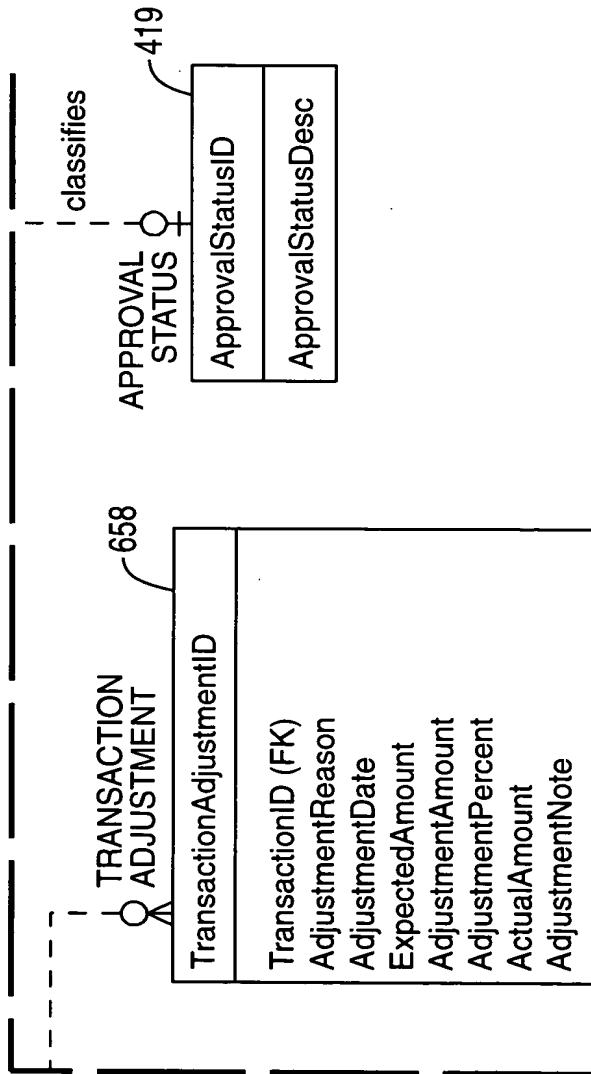 TRANSACTION
ADJUSTMENT
658
TransactionAdjustmentID
TransactionID (FK)
AdjustmentReason
AdjustmentDate
ExpectedAmount
AdjustmentAmount
AdjustmentPercent
ActualAmount
AdjustmentNote
classifies
APPROVAL
STATUS
419
ApprovalStatusID
ApprovalStatusDesc